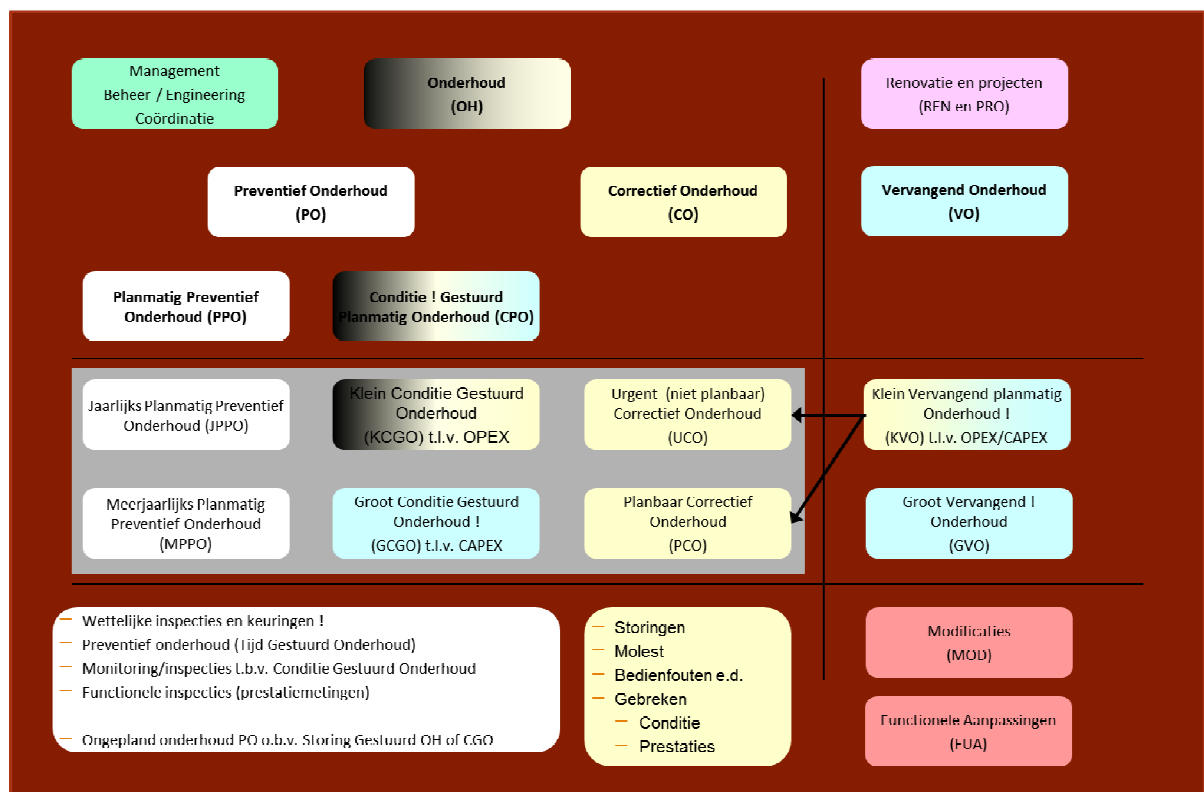 Management
Beheer / Engineering
Coördinatie
Onderhoud
(OH)
Renovatie en projecten
(REN en PRO)
Preventief Onderhoud
(PO)
Correctief Onderhoud
(CO)
Vervangend Onderhoud
(VO)
Planmatig Preventief
Onderhoud (PPO)
Conditie ! Gestuurd
Planmatig Onderhoud (CPO)
Jaarlijks Planmatig Preventief
Onderhoud (JPPO)
Klein Conditie Gestuurd
Onderhoud
(KCGO) t.l.v. OPEX
Urgent (niet planbaar)
Correctief Onderhoud
(UCO)
Klein Vervangend planmatig
Onderhoud !
(KVO) t.l.v. OPEX/CAPEX
Meerjaarlijks Planmatig
Preventief Onderhoud
(MPPO)
Groot Conditie Gestuurd
Onderhoud !
(GCGO) t.l.v. CAPEX
Planbaar Correctief
Onderhoud
(PCO)
Groot Vervangend !
Onderhoud
(GVO)
– Wettelijke inspecties en keuringen !
– Preventief onderhoud (Tijd Gestuurd Onderhoud)
– Monitoring/inspecties t.b.v. Conditie Gestuurd Onderhoud
– Functionele inspecties (prestatiemetingen)
– Ongepland onderhoud PO o.b.v. Storing Gestuurd OH of CGO
– Storingen
– Molest
– Bedienfouten e.d.
– Gebreken
– Conditie
– Prestaties
Modificaties
(MOD)
Functionele Aanpassingen
(FUA)